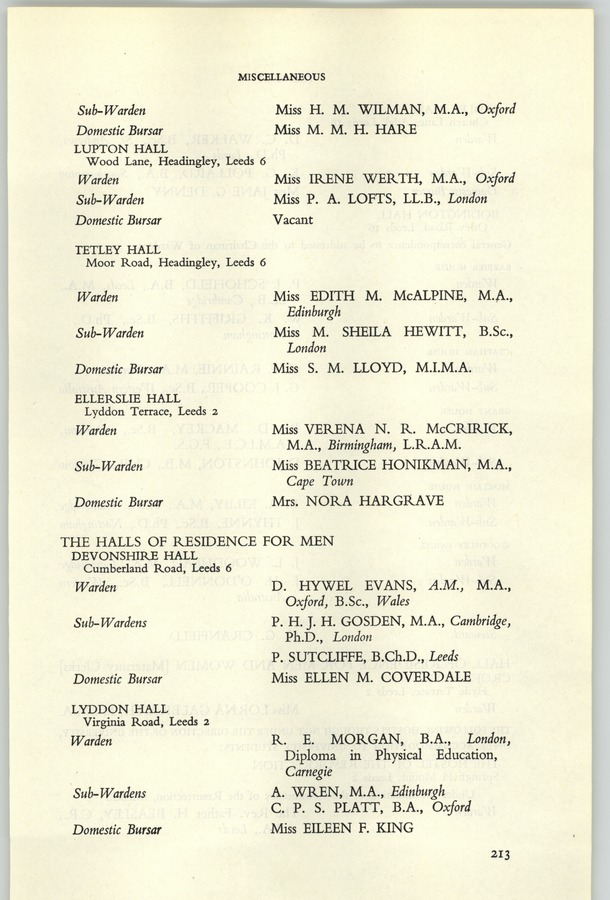 MISCELLANEOUS
Sub-Warden Miss H. M. WILMAN, M.A., Oxford
Domestic Bursar Miss M. M. H. HARE
LUPTON HALL
Wood Lane, Headingley, Leeds 6
Warden Miss IRENE WERTH, M.A., Oxford
Sub-Warden Miss P. A. LOFTS, LL.B., London
Domestic Bursar Vacant
TETLEY HALL
Moor Road, Headingley, Leeds 6
Warden Miss EDITH M. McALPINE, M.A.,
Edinburgh
Sub-Warden Miss M. SHEILA HEWITT, B.Sc.,
London
Domestic Bursar Miss S. M. LLOYD, M.I.M.A.
ELLERSLIE HALL
Lyddon Terrace, Leeds 2
Warden Miss VERENA N. R. McCRIRICK,
M.A., Birmingham, L.R.A.M.
Sub-Warden Miss BEATRICE HONIKMAN, M.A.,
Cape Town
Domestic Bursar Mrs. NORA HARGRAVE
THE HALLS OF RESIDENCE FOR MEN
DEVONSHIRE HALL
Cumberland Road, Leeds 6
Warden D. HYWEL EVANS, A.M., M.A.,
Oxford, B.Sc., Wales
Sub-Wardens P. H. J. H. GOSDEN, M.A., Cambridge,
Ph.D., London
P. SUTCLIFFE, B.Ch.D., Leeds
Domestic Bursar Miss ELLEN M. COVERDALE
LYDDON HALL
Virginia Road, Leeds 2
Warden R. E. MORGAN, B.A., London,
Diploma in Physical Education,
Carnegie
Sub-Wardens A. WREN, M.A., Edinburgh
C. P. S. PLATT, B.A., Oxford
Domestic Bursar Miss EILEEN F. KING
213